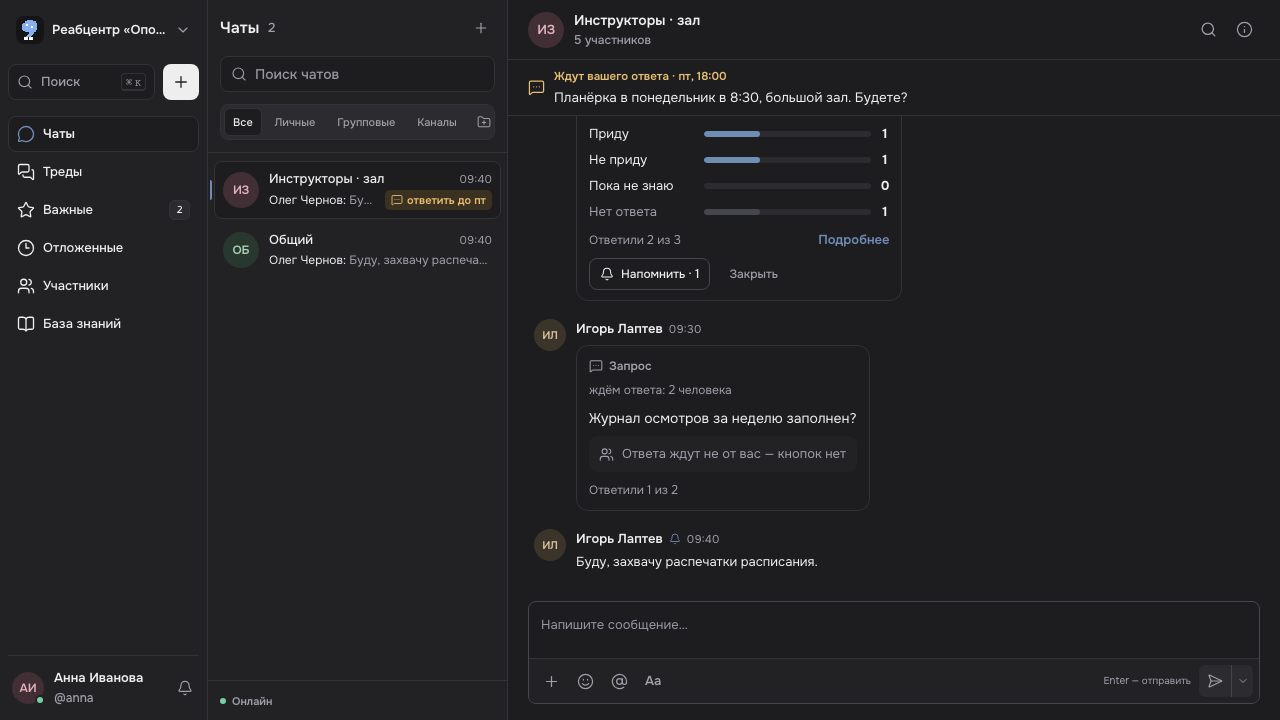 Реабцентр «Опо...
Поиск
⌘ K
Чаты
Треды
Важные
2
Отложенные
Участники
База знаний
АИ
Анна Иванова
@anna
Чаты 2
Поиск чатов
Все
Личные
Групповые
Каналы
ИЗ
Инструкторы · зал
09:40
Олег Чернов: Бу...
ответить до пт
ОБ
Общий
09:40
Олег Чернов: Буду, захвачу распеча...
Онлайн
ИЗ
Инструкторы · зал
5 участников
Ждут вашего ответа · пт, 18:00
Планёрка в понедельник в 8:30, большой зал. Будете?
Приду 1
Не приду 1
Пока не знаю 0
Нет ответа 1
Ответили 2 из 3
Подробнее
Напомнить · 1
Закрыть
ИЛ
Игорь Лаптев 09:30
Запрос
ждём ответа: 2 человека
Журнал осмотров за неделю заполнен?
Ответа ждут не от вас — кнопок нет
Ответили 1 из 2
ИЛ
Игорь Лаптев 09:40
Буду, захвачу распечатки расписания.
Напишите сообщение...
Aa
Enter — отправить